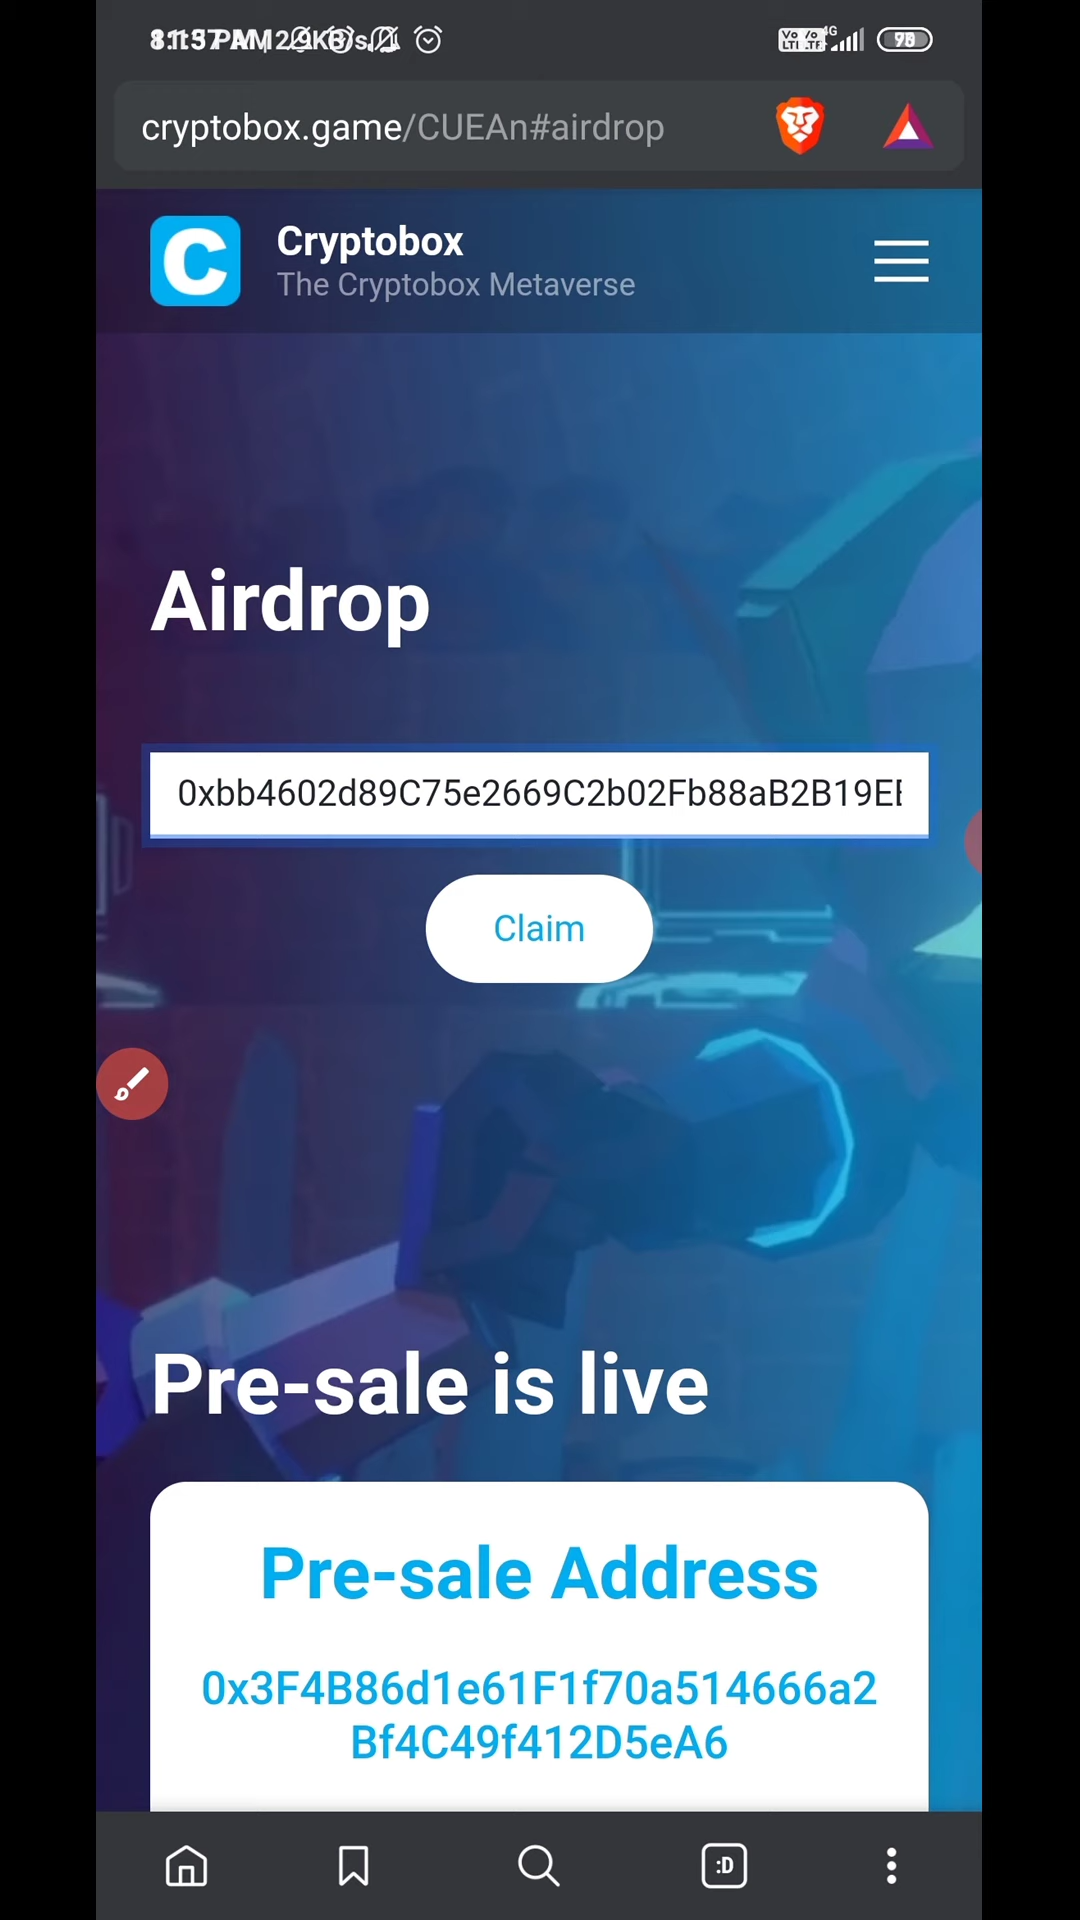 cryptobox.game/CUEAn#airdrop
C Cryptobox
The Cryptobox Metaverse
Airdrop
0xbb4602d89C75e2669C2b02Fb88aB2B19EE
Claim
Pre-sale is live
Pre-sale Address
0x3F4B86d1e61F1f70a514666a2
Bf4C49f412D5eA6
:D